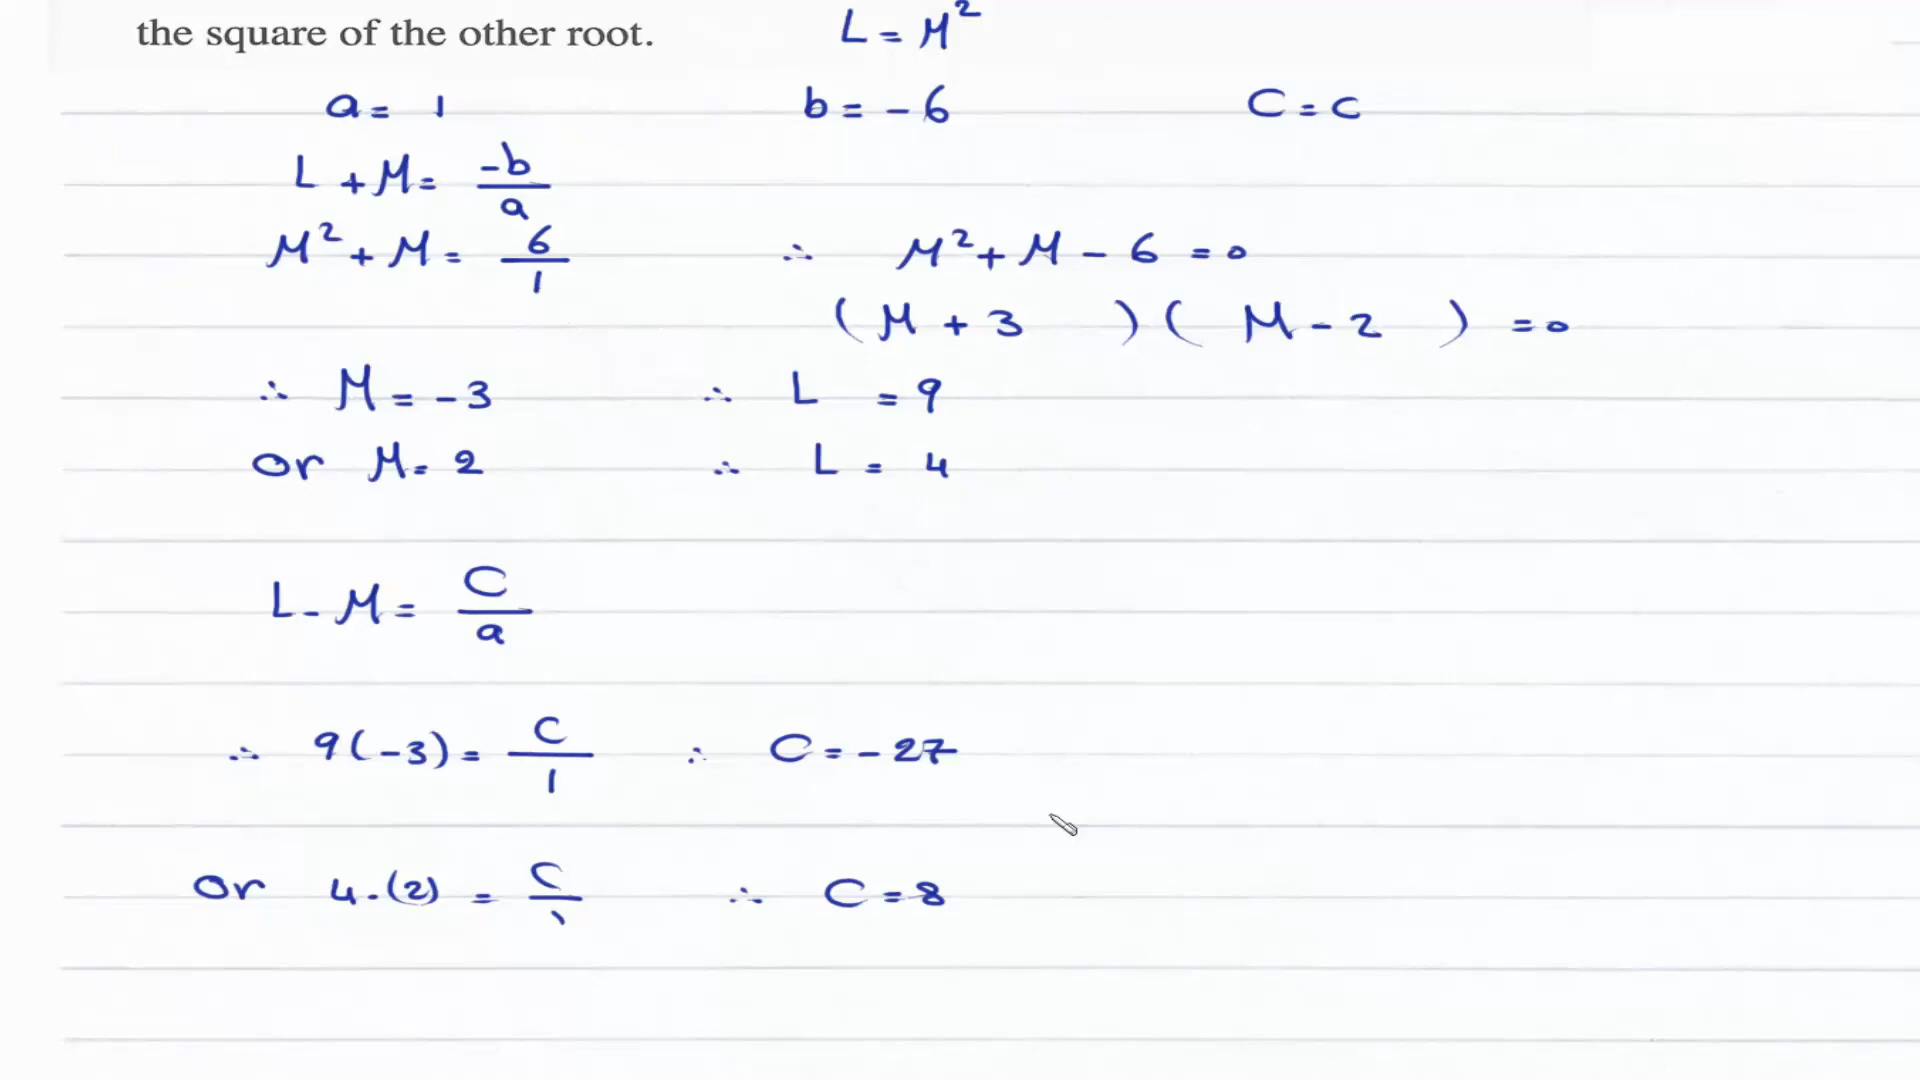 the square of the other root. L = M²
a = 1 b = -6 C = c
L + M = -b/a
M² + M = 6/1 ∴ M² + M - 6 = 0
(M + 3)(M - 2) = 0
∴ M = -3 ∴ L = 9
or M = 2 ∴ L = 4
L - M = C/a
∴ 9(-3) = C/1 ∴ C = -27
or 4.(2) = C/1 ∴ C = 8